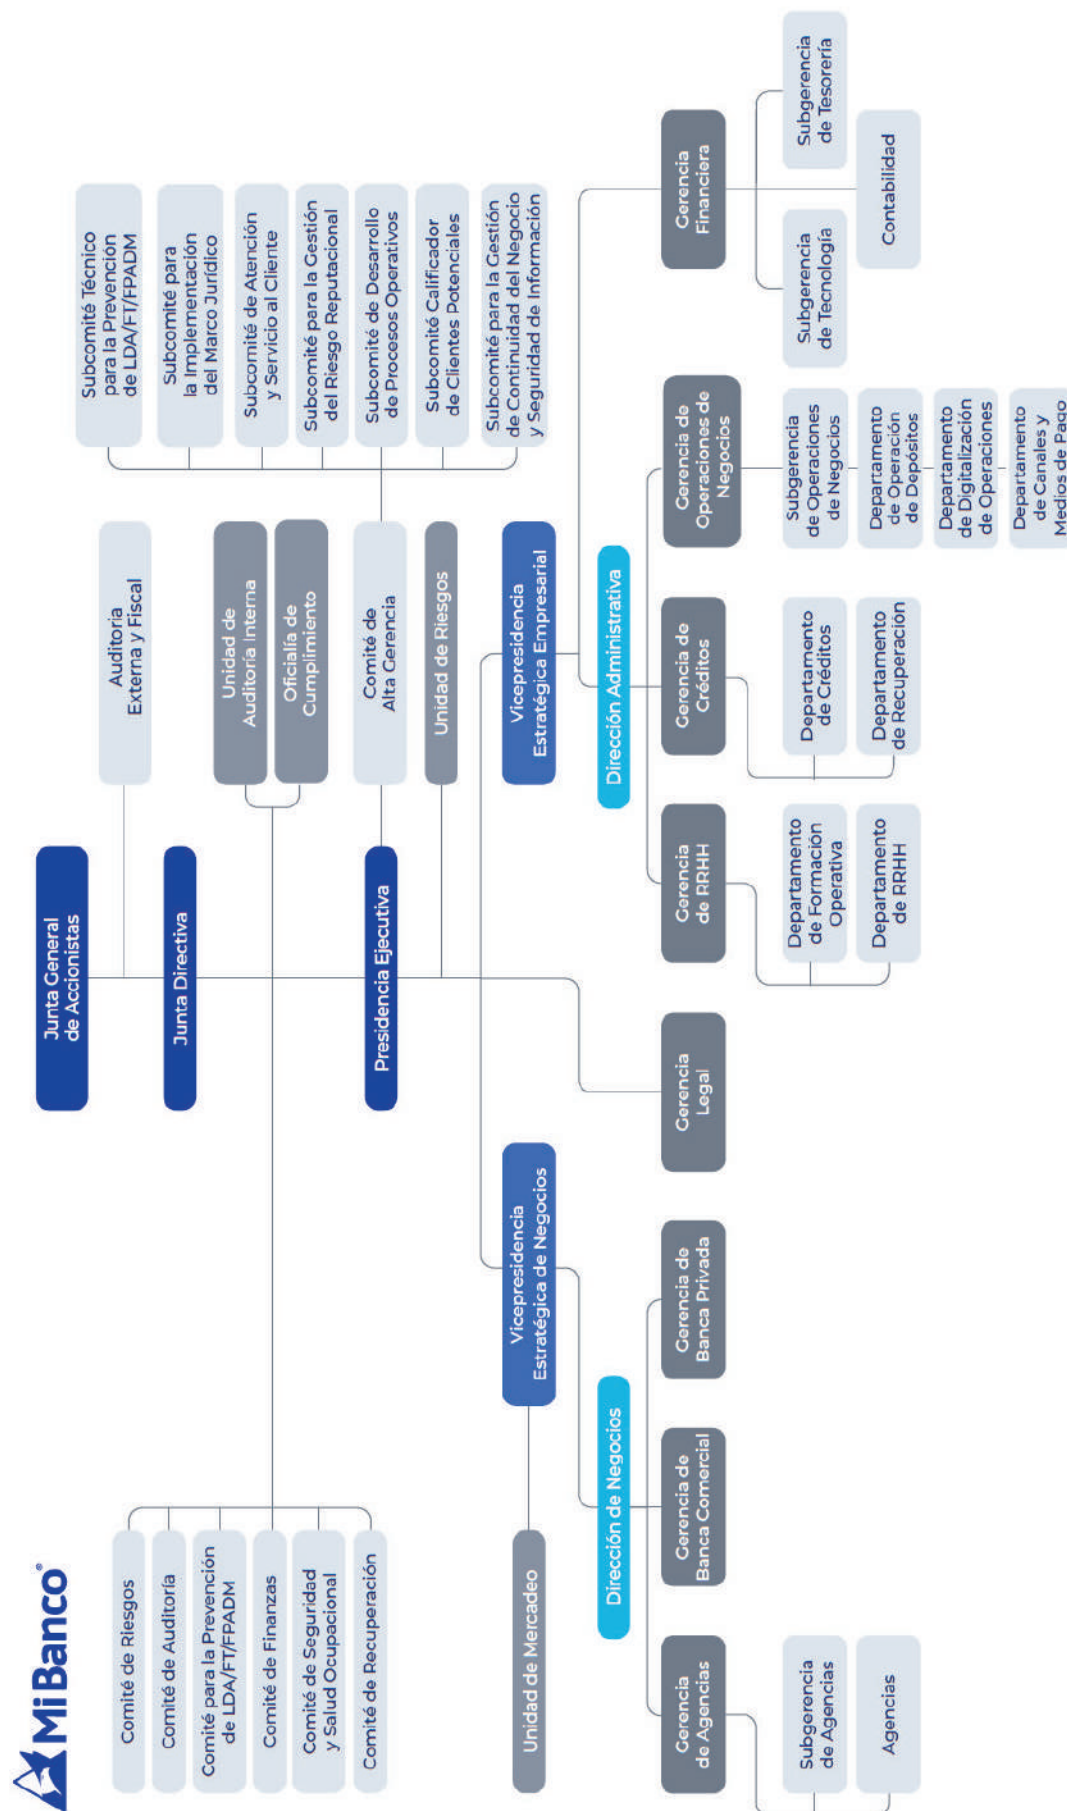 MiBanco®
Junta General
de Accionistas
Auditoría
Externa y Fiscal
Junta Directiva
Comité de Riesgos
Comité de Auditoría
Comité para la Prevención
de LDA/FT/FPADM
Comité de Finanzas
Comité de Seguridad
y Salud Ocupacional
Comité de Recuperación
Unidad de
Auditoría Interna
Oficialía de
Cumplimiento
Presidencia Ejecutiva
Comité de
Alta Gerencia
Subcomité Técnico
para la Prevención
de LDA/FT/FPADM
Subcomité para
la Implementación
del Marco Jurídico
Subcomité de Atención
y Servicio al Cliente
Subcomité para la Gestión
del Riesgo Reputacional
Subcomité de Desarrollo
de Procesos Operativos
Subcomité Calificador
de Clientes Potenciales
Subcomité para la Gestión
de Continuidad del Negocio
y Seguridad de Información
Unidad de Riesgos
Unidad de Mercadeo
Vicepresidencia
Estratégica de Negocios
Vicepresidencia
Estratégica Empresarial
Dirección de Negocios
Dirección Administrativa
Gerencia
de Agencias
Gerencia de
Banca Comercial
Gerencia de
Banca Privada
Gerencia
Legal
Gerencia
de RRHH
Gerencia de
Créditos
Gerencia de
Operaciones de
Negocios
Gerencia
Financiera
Subgerencia
de Agencias
Agencias
Departamento
de Formación
Operativa
Departamento
de RRHH
Departamento
de Créditos
Departamento
de Recuperación
Subgerencia
de Operaciones
de Negocios
Departamento
de Operación
de Depósitos
Departamento
de Digitalización
de Operaciones
Departamento
de Canales y
Medios de Pago
Subgerencia
de Tecnología
Subgerencia
de Tesorería
Contabilidad